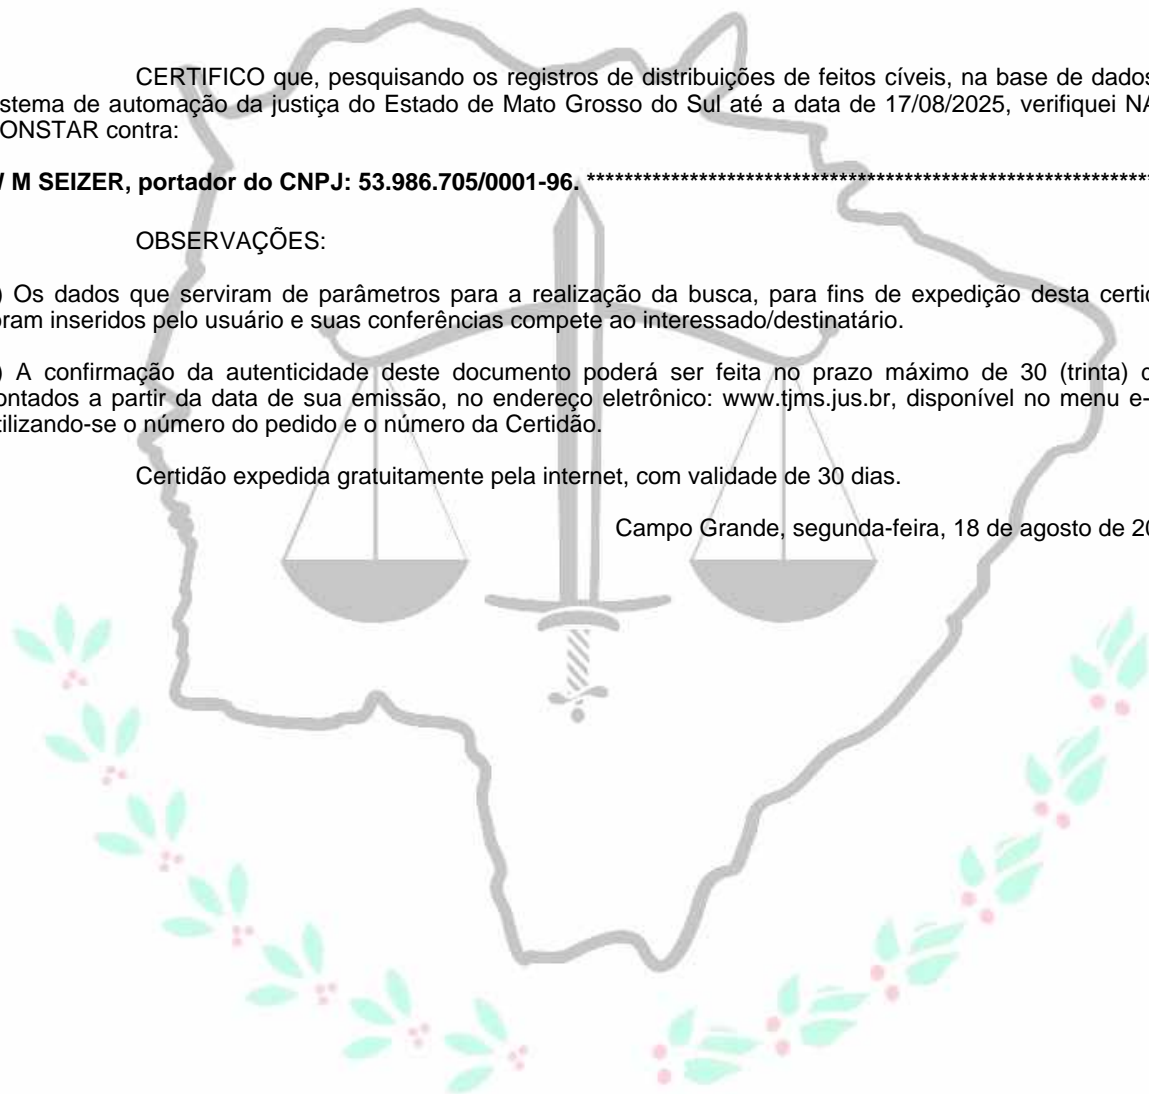 CERTIFICO que, pesquisando os registros de distribuições de feitos cíveis, na base de dados
stema de automação da justiça do Estado de Mato Grosso do Sul até a data de 17/08/2025, verifiquei NÃ
ONSTAR contra:
M SEIZER, portador do CNPJ: 53.986.705/0001-96. ************************************************************
OBSERVAÇÕES:
) Os dados que serviram de parâmetros para a realização da busca, para fins de expedição desta certid
oram inseridos pelo usuário e suas conferências compete ao interessado/destinatário.
) A confirmação da autenticidade deste documento poderá ser feita no prazo máximo de 30 (trinta) d
ontados a partir da data de sua emissão, no endereço eletrônico: www.tjms.jus.br, disponível no menu e-
tilizando-se o número do pedido e o número da Certidão.
Certidão expedida gratuitamente pela internet, com validade de 30 dias.
Campo Grande, segunda-feira, 18 de agosto de 20